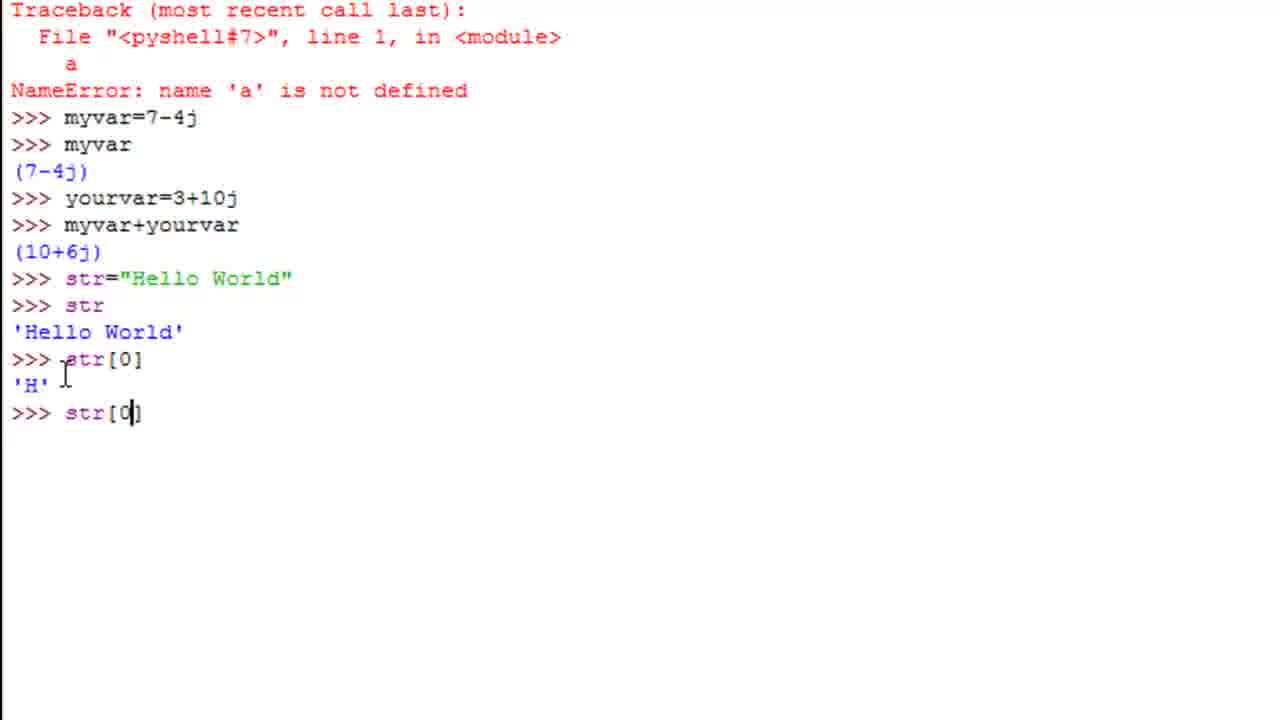 Traceback (most recent call last):
  File "<pyshell#7>", line 1, in <module>
    a
NameError: name 'a' is not defined
>>> myvar=7-4j
>>> myvar
(7-4j)
>>> yourvar=3+10j
>>> myvar+yourvar
(10+6j)
>>> str="Hello World"
>>> str
'Hello World'
>>> str[0]
'H'
>>> str[0]